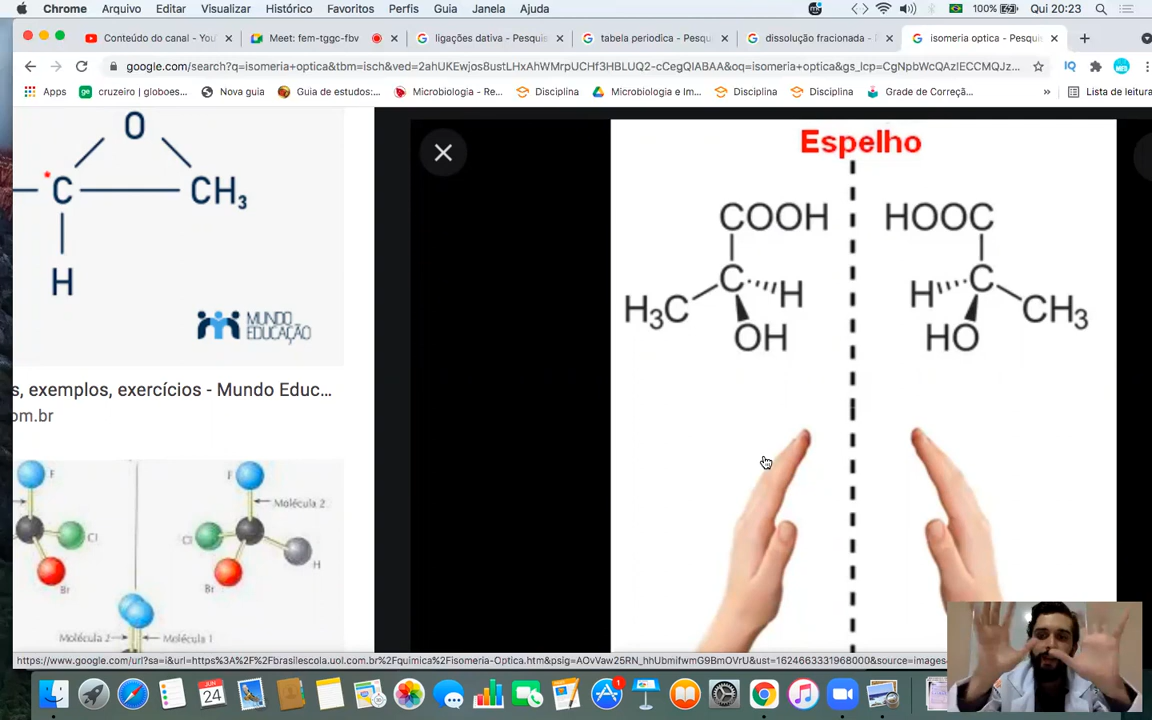 Chrome Arquivo Editar Visualizar Histórico Favoritos Perfis Guia Janela Ajuda 100% Qui 20:23
Conteúdo do canal - You
Meet: fem-tggc-fbv
ligações dativa - Pesquis
tabela periodica - Pesqu
dissolução fracionada - P
isomeria optica - Pesquis
google.com/search?q=isomeria+optica&tbm=isch&ved=2ahUKEwjos8ustLHxAhWMrpUCHf3HBLUQ2-cCegQIABAA&oq=isomeria+optica&gs_lcp=CgNpbWcQAzIECCMQJz...
Apps cruzeiro | globoes... Nova guia Guia de estudos:... Microbiologia - Re... Disciplina Microbiologia e Im... Disciplina Disciplina Grade de Correçã... » Lista de leitura
O
C CH3
H
MUNDO
EDUCAÇÃO
s, exemplos, exercícios - Mundo Educ...
om.br
F F
Molécula 2
Cl Cl
H
Br Br
Molécula 2 Molécula 1
Espelho
COOH HOOC
C H H C
H3C CH3
OH HO
https://www.google.com/url?sa=i&url=https%3A%2F%2Fbrasilescola.uol.com.br%2Fquimica%2Fisomeria-Optica.htm&psig=AOvVaw25RN_hhUbmifwmG9BmOVrU&ust=1624663331968000&source=images
JUN
24
1